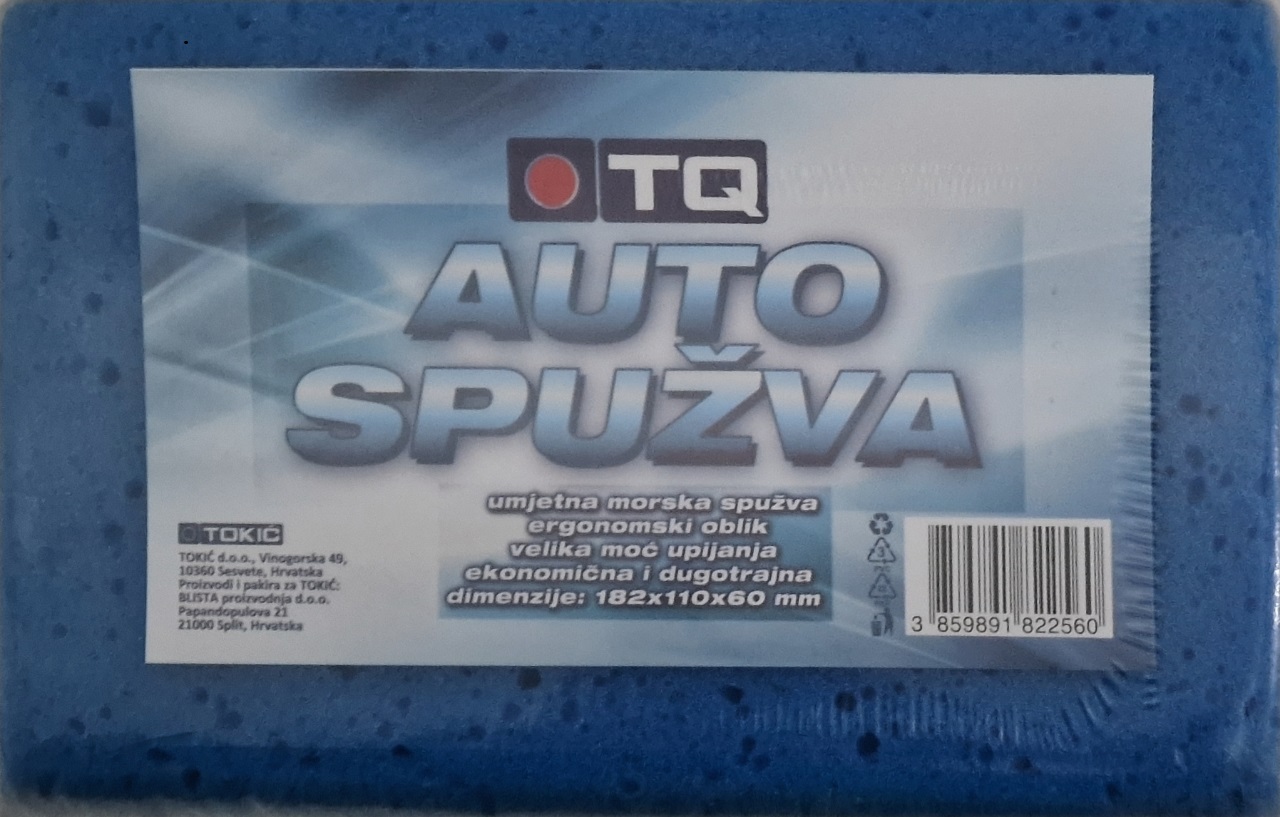 TQ
AUTO
SPUŽVA
umjetna morska spužva
ergonomski oblik
velika moć upijanja
ekonomična i dugotrajna
dimenzije: 182x110x60 mm
TOKIĆ
TOKIĆ d.o.o., Vinogorska 49,
10360 Sesvete, Hrvatska
Proizvodi i pakira za TOKIĆ:
BLISTA proizvodnja d.o.o.
Papandopulova 21
21000 Split, Hrvatska
3
3 859891 822560